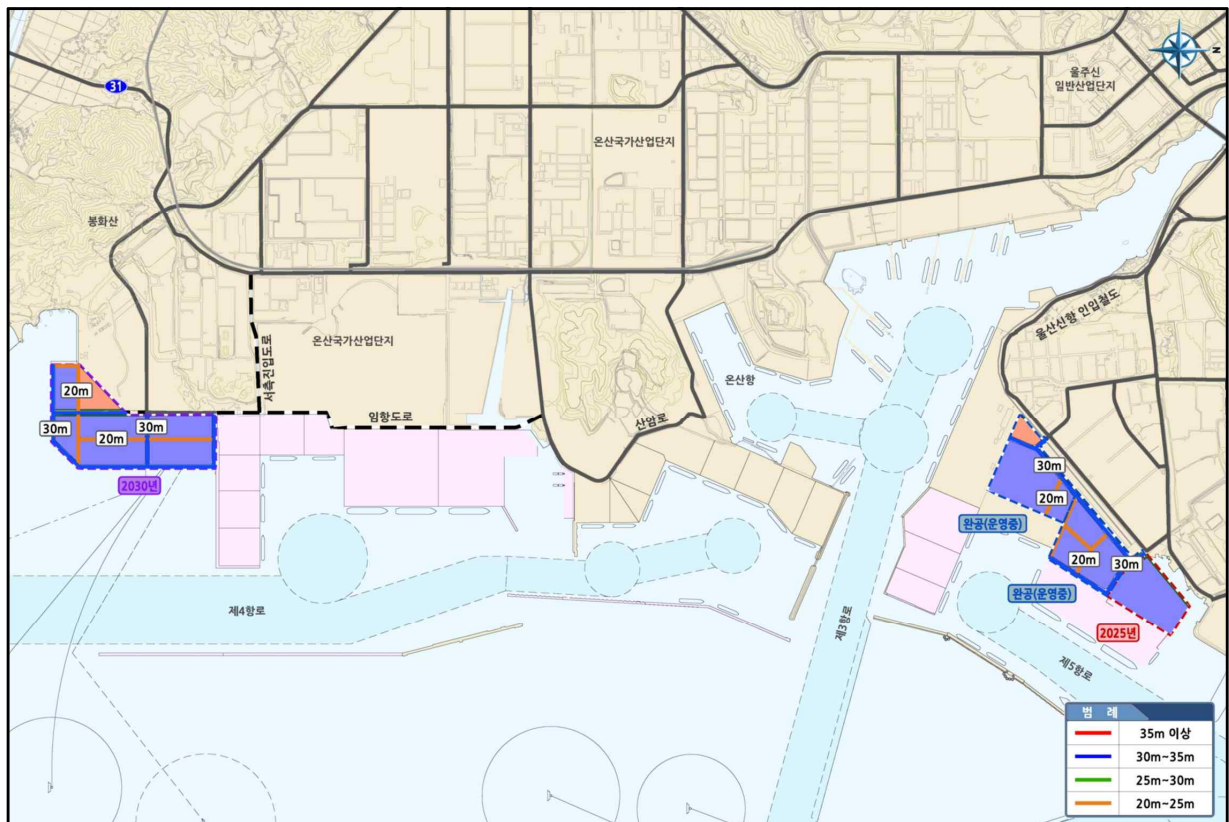 N
울주신
일반산업단지
31
온산국가산업단지
봉화산
울산신항 인입철도
서측진입도로
온산국가산업단지
온산항
20m
임항도로
산암로
30m
30m
20m
30m
20m
2030년
완공(운영중)
20m
30m
완공(운영중)
제4항로
제3항로
2025년
제5항로
범 례
35m 이상
30m~35m
25m~30m
20m~25m